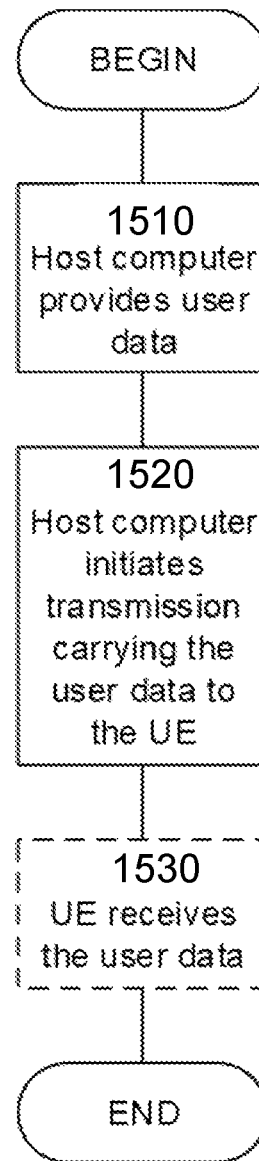 BEGIN
1510
Host computer
provides user
data
1520
Host computer
initiates
transmission
carrying the
user data to
the UE
1530
UE receives
the user data
END